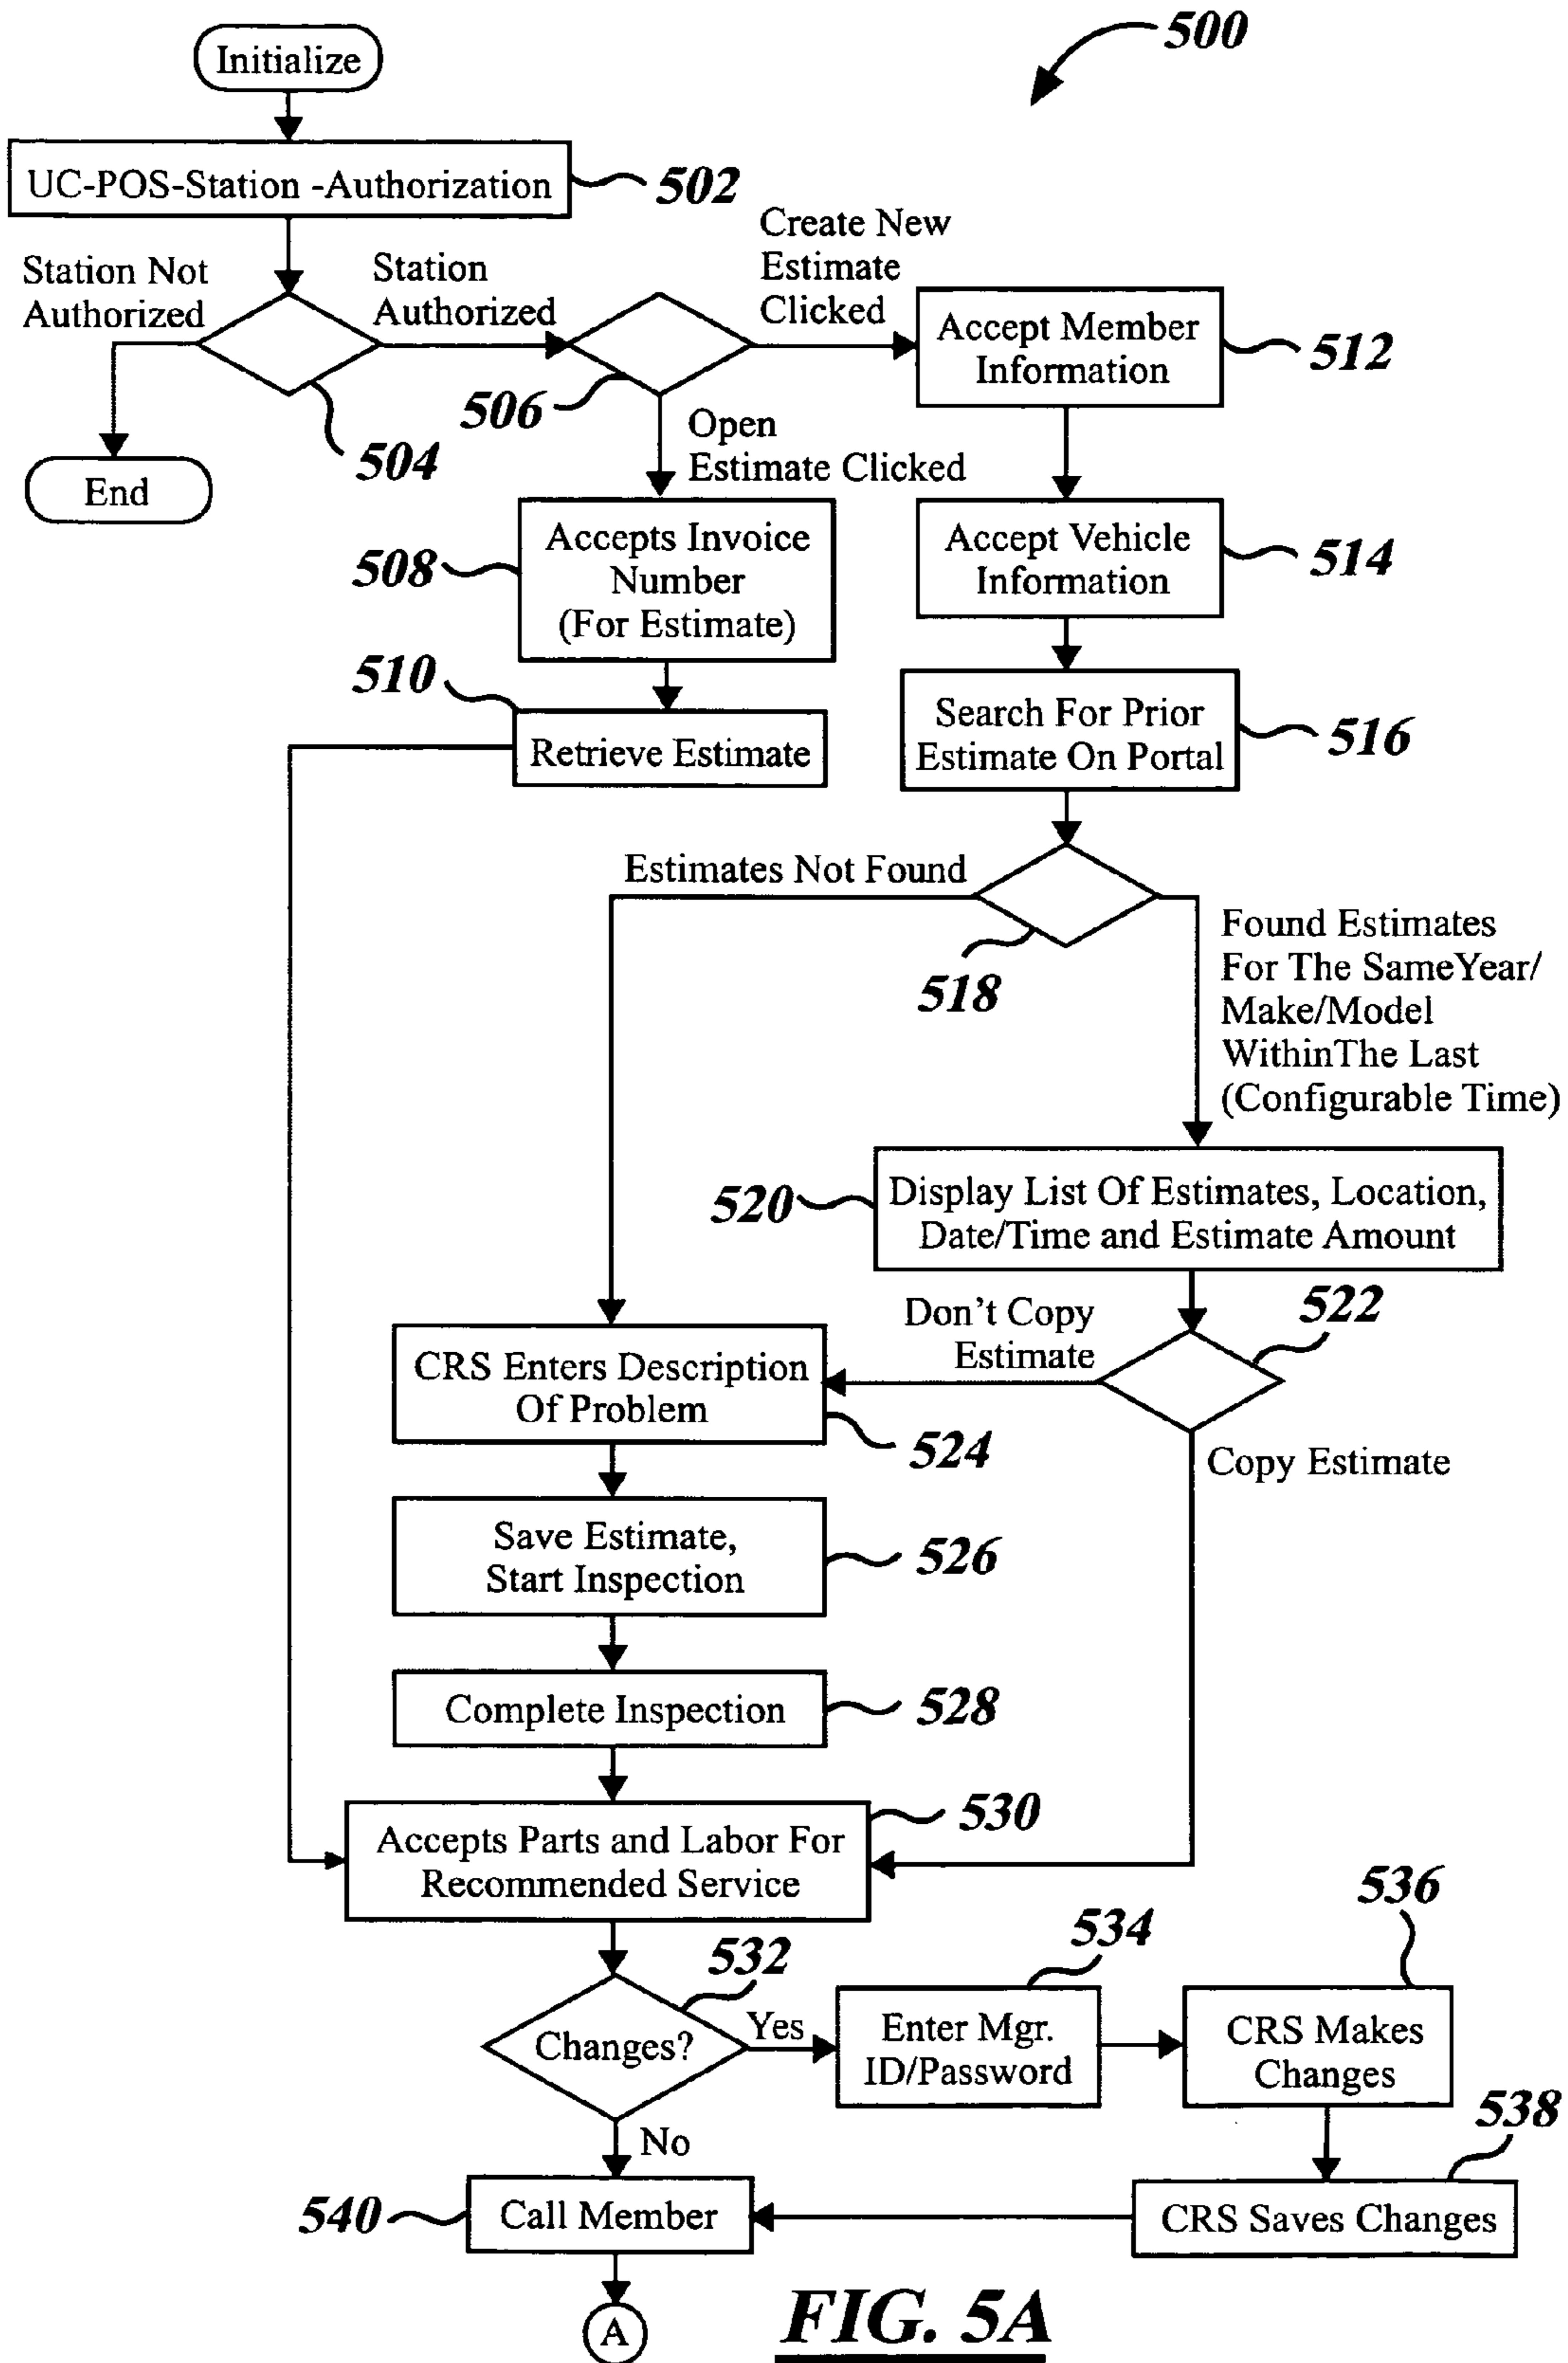 500
Initialize
UC-POS-Station -Authorization
502
Station Not
Authorized
Station
Authorized
504
End
506
Create New
Estimate
Clicked
Open
Estimate Clicked
Accept Member
Information
512
Accepts Invoice
Number
(For Estimate)
508
Accept Vehicle
Information
514
510
Retrieve Estimate
Search For Prior
Estimate On Portal
516
Estimates Not Found
518
Found Estimates
For The SameYear/
Make/Model
WithinThe Last
(Configurable Time)
520
Display List Of Estimates, Location,
Date/Time and Estimate Amount
522
Don't Copy
Estimate
Copy Estimate
CRS Enters Description
Of Problem
524
Save Estimate,
Start Inspection
526
Complete Inspection
528
Accepts Parts and Labor For
Recommended Service
530
532
Changes?
Yes
No
534
Enter Mgr.
ID/Password
536
CRS Makes
Changes
538
CRS Saves Changes
540
Call Member
A
FIG. 5A